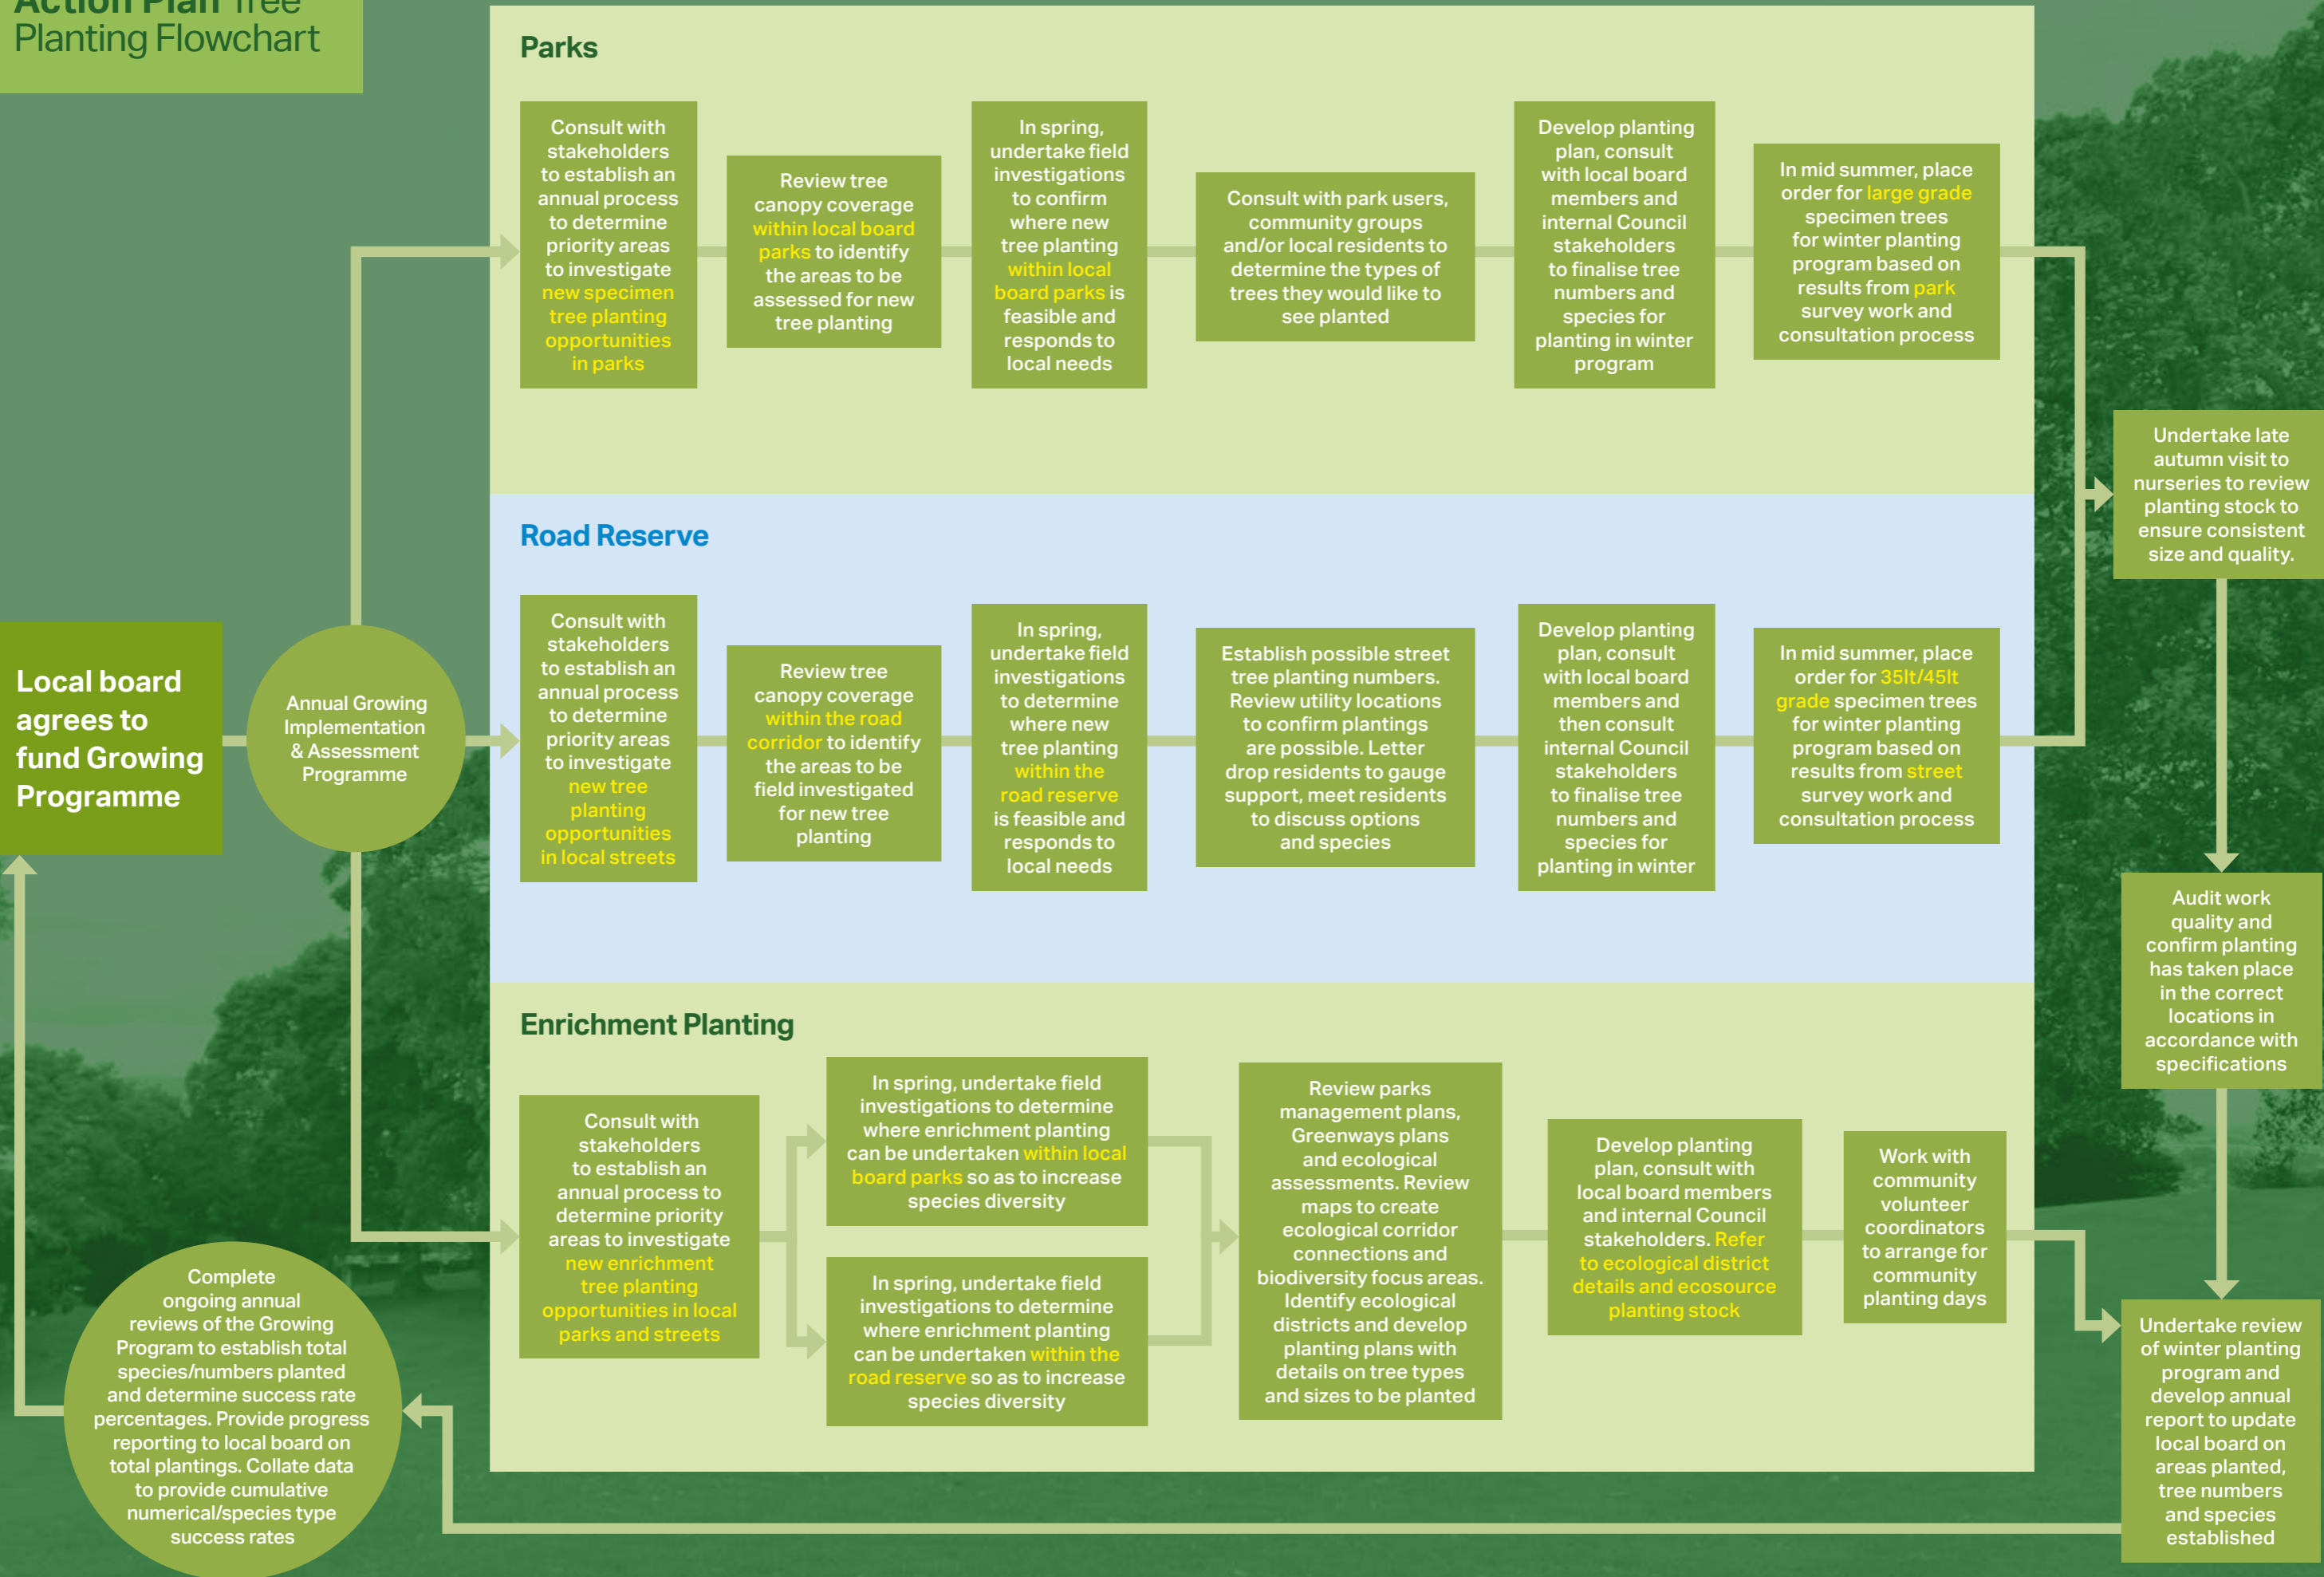 Action Plan Tree
Planting Flowchart
Parks
Consult with
stakeholders
to establish an
annual process
to determine
priority areas
to investigate
new specimen
tree planting
opportunities
in parks
Review tree
canopy coverage
within local board
parks to identify
the areas to be
assessed for new
tree planting
In spring,
undertake field
investigations
to confirm
where new
tree planting
within local
board parks is
feasible and
responds to
local needs
Consult with park users,
community groups
and/or local residents to
determine the types of
trees they would like to
see planted
Develop planting
plan, consult
with local board
members and
internal Council
stakeholders
to finalise tree
numbers and
species for
planting in winter
program
In mid summer, place
order for large grade
specimen trees
for winter planting
program based on
results from park
survey work and
consultation process
Undertake late
autumn visit to
nurseries to review
planting stock to
ensure consistent
size and quality.
Road Reserve
Local board
agrees to
fund Growing
Programme
Annual Growing
Implementation
& Assessment
Programme
Consult with
stakeholders
to establish an
annual process
to determine
priority areas
to investigate
new tree
planting
opportunities
in local streets
Review tree
canopy coverage
within the road
corridor to identify
the areas to be
field investigated
for new tree
planting
In spring,
undertake field
investigations
to determine
where new
tree planting
within the
road reserve
is feasible and
responds to
local needs
Establish possible street
tree planting numbers.
Review utility locations
to confirm plantings
are possible. Letter
drop residents to gauge
support, meet residents
to discuss options
and species
Develop planting
plan, consult
with local board
members and
then consult
internal Council
stakeholders
to finalise tree
numbers and
species for
planting in winter
In mid summer, place
order for 35lt/45lt
grade specimen trees
for winter planting
program based on
results from street
survey work and
consultation process
Audit work
quality and
confirm planting
has taken place
in the correct
locations in
accordance with
specifications
Enrichment Planting
Consult with
stakeholders
to establish an
annual process to
determine priority
areas to investigate
new enrichment
tree planting
opportunities in local
parks and streets
In spring, undertake field
investigations to determine
where enrichment planting
can be undertaken within local
board parks so as to increase
species diversity
In spring, undertake field
investigations to determine
where enrichment planting
can be undertaken within the
road reserve so as to increase
species diversity
Review parks
management plans,
Greenways plans
and ecological
assessments. Review
maps to create
ecological corridor
connections and
biodiversity focus areas.
Identify ecological
districts and develop
planting plans with
details on tree types
and sizes to be planted
Develop planting
plan, consult with
local board members
and internal Council
stakeholders. Refer
to ecological district
details and ecosource
planting stock
Work with
community
volunteer
coordinators
to arrange for
community
planting days
Undertake review
of winter planting
program and
develop annual
report to update
local board on
areas planted,
tree numbers
and species
established
Complete
ongoing annual
reviews of the Growing
Program to establish total
species/numbers planted
and determine success rate
percentages. Provide progress
reporting to local board on
total plantings. Collate data
to provide cumulative
numerical/species type
success rates